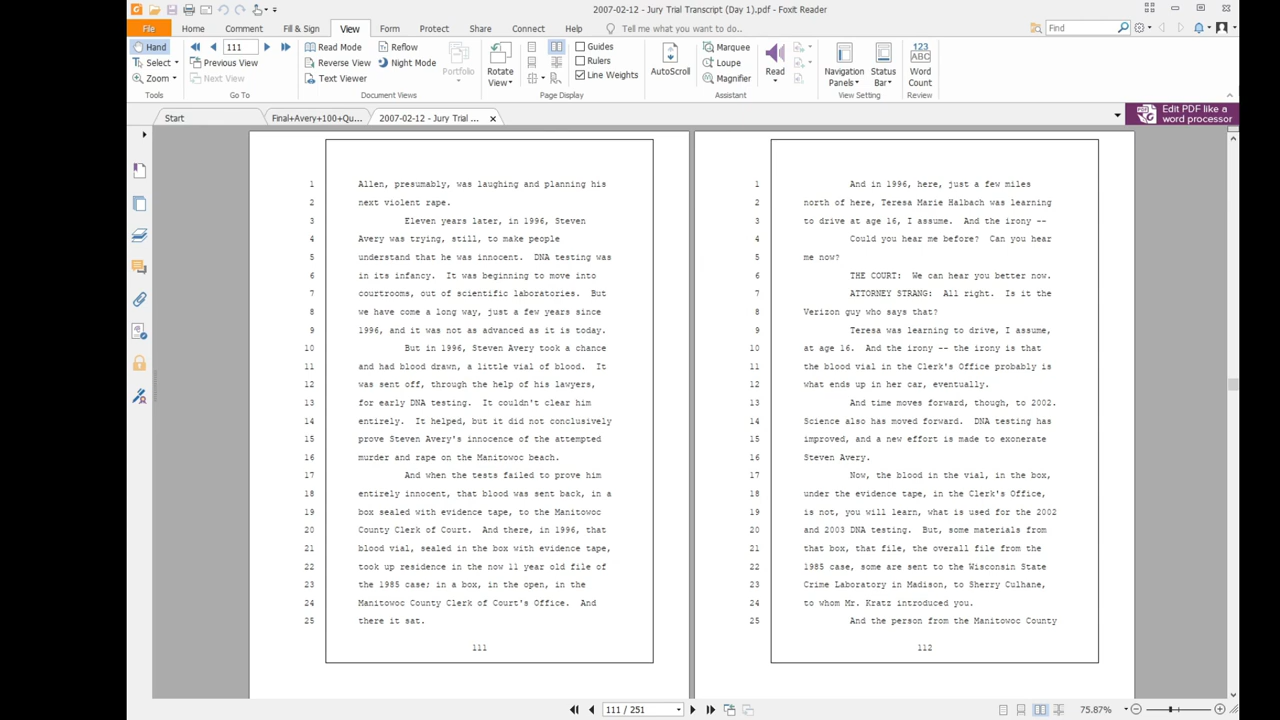 2007-02-12 - Jury Trial Transcript (Day 1).pdf - Foxit Reader
File Home Comment Fill & Sign View Form Protect Share Connect Help Tell me what you want to do... Find
Hand 111 Read Mode Reflow Guides Marquee 123
Select Previous View Reverse View Night Mode Rulers Loupe ABC
Zoom Next View Text Viewer Portfolio Rotate View Line Weights AutoScroll Magnifier Read Navigation Panels Status Bar Word Count
Tools Go To Document Views Page Display Assistant View Setting Review
Start Final+Avery+100+Qu... 2007-02-12 - Jury Trial ... Edit PDF like a
word processor
1 Allen, presumably, was laughing and planning his
2 next violent rape.
3 Eleven years later, in 1996, Steven
4 Avery was trying, still, to make people
5 understand that he was innocent. DNA testing was
6 in its infancy. It was beginning to move into
7 courtrooms, out of scientific laboratories. But
8 we have come a long way, just a few years since
9 1996, and it was not as advanced as it is today.
10 But in 1996, Steven Avery took a chance
11 and had blood drawn, a little vial of blood. It
12 was sent off, through the help of his lawyers,
13 for early DNA testing. It couldn't clear him
14 entirely. It helped, but it did not conclusively
15 prove Steven Avery's innocence of the attempted
16 murder and rape on the Manitowoc beach.
17 And when the tests failed to prove him
18 entirely innocent, that blood was sent back, in a
19 box sealed with evidence tape, to the Manitowoc
20 County Clerk of Court. And there, in 1996, that
21 blood vial, sealed in the box with evidence tape,
22 took up residence in the now 11 year old file of
23 the 1985 case; in a box, in the open, in the
24 Manitowoc County Clerk of Court's Office. And
25 there it sat.
111
1 And in 1996, here, just a few miles
2 north of here, Teresa Marie Halbach was learning
3 to drive at age 16, I assume. And the irony --
4 Could you hear me before? Can you hear
5 me now?
6 THE COURT: We can hear you better now.
7 ATTORNEY STRANG: All right. Is it the
8 Verizon guy who says that?
9 Teresa was learning to drive, I assume,
10 at age 16. And the irony -- the irony is that
11 the blood vial in the Clerk's Office probably is
12 what ends up in her car, eventually.
13 And time moves forward, though, to 2002.
14 Science also has moved forward. DNA testing has
15 improved, and a new effort is made to exonerate
16 Steven Avery.
17 Now, the blood in the vial, in the box,
18 under the evidence tape, in the Clerk's Office,
19 is not, you will learn, what is used for the 2002
20 and 2003 DNA testing. But, some materials from
21 that box, that file, the overall file from the
22 1985 case, some are sent to the Wisconsin State
23 Crime Laboratory in Madison, to Sherry Culhane,
24 to whom Mr. Kratz introduced you.
25 And the person from the Manitowoc County
112
111 / 251 75.87%